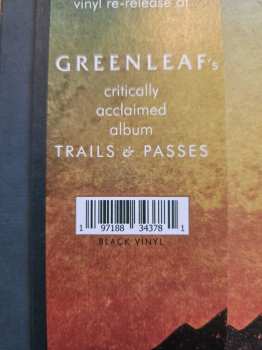 vinyl re-release of
GREENLEAF's
critically
acclaimed
album
TRAILS & PASSES
1 97188 34378 1
BLACK VINYL